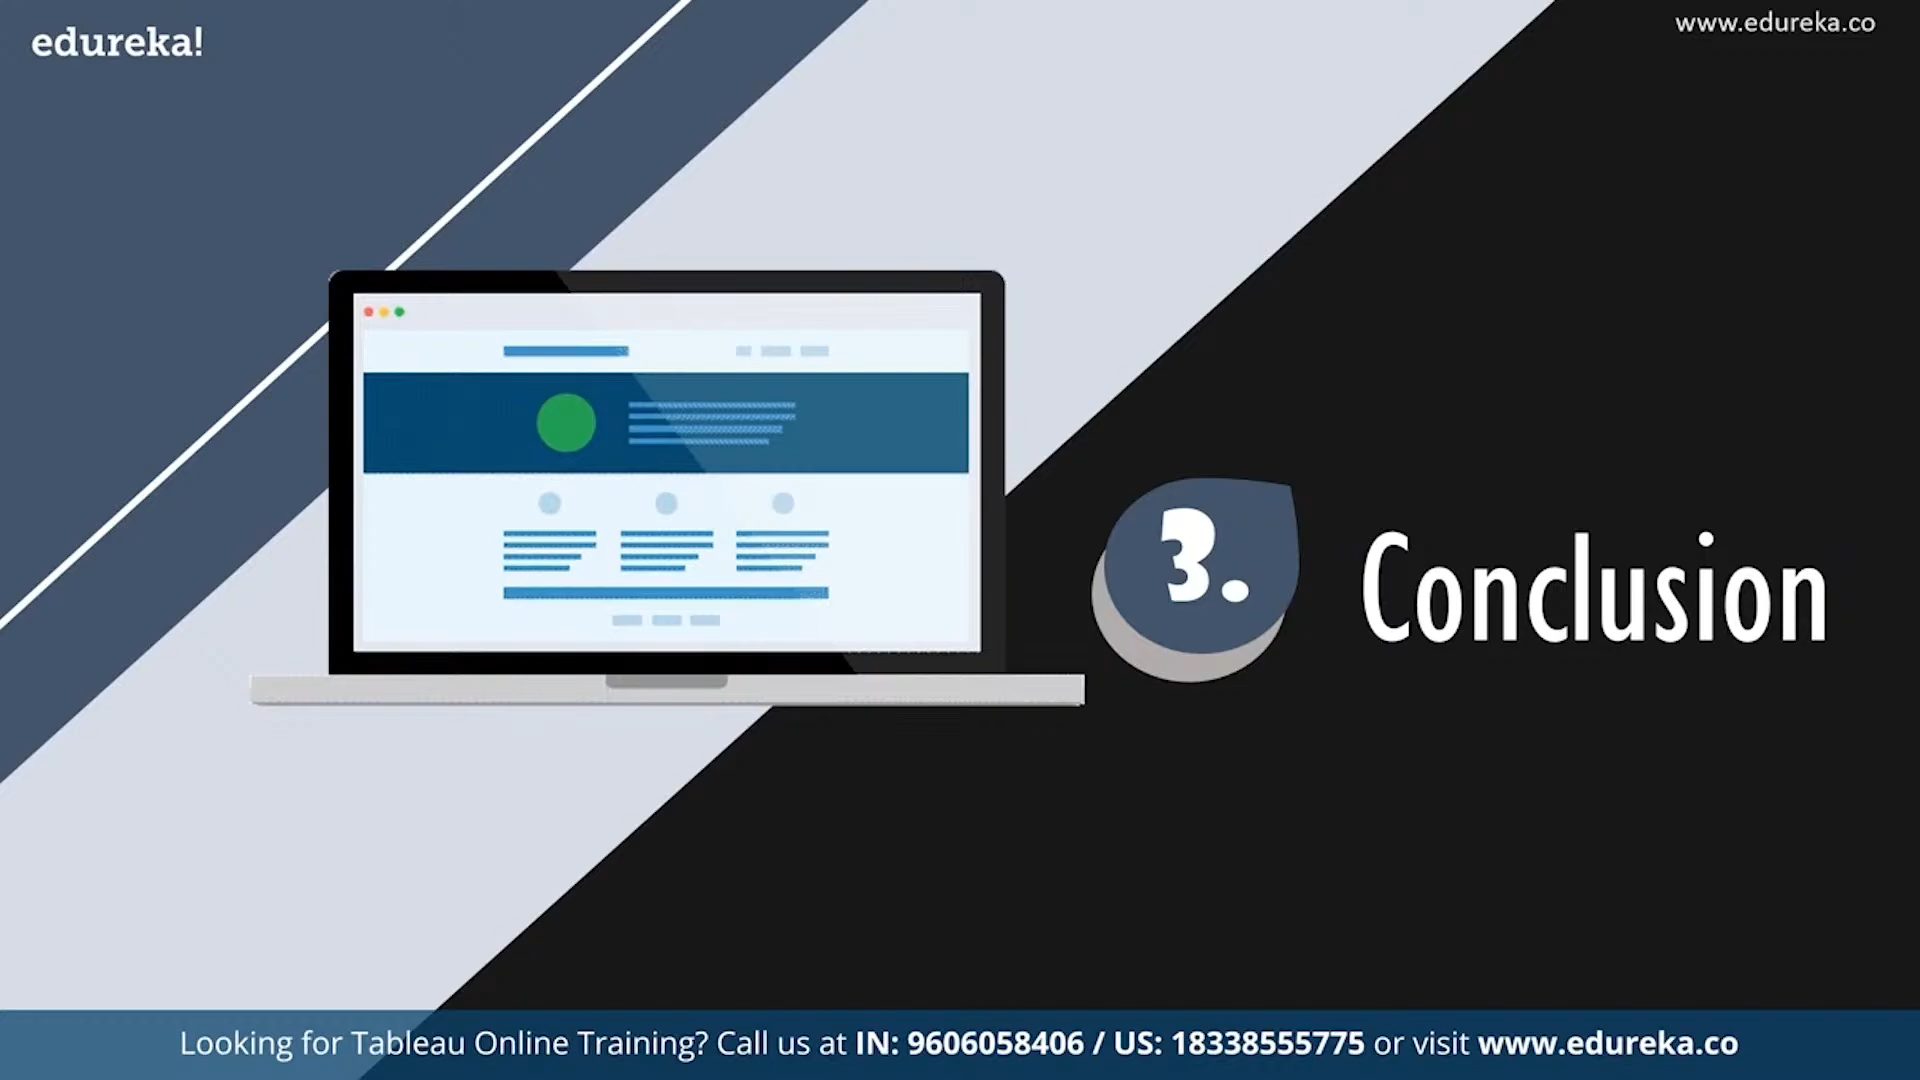 edureka!
www.edureka.co
3. Conclusion
Looking for Tableau Online Training? Call us at IN: 9606058406 / US: 18338555775 or visit www.edureka.co